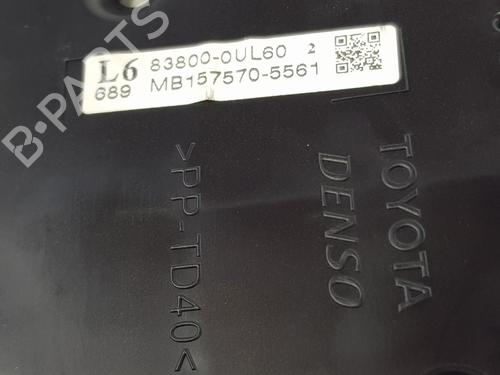 L6
689
83800-0UL60 2
MB157570-5561
TOYOTA
DENSO
>PP-TD40<
B-PARTS